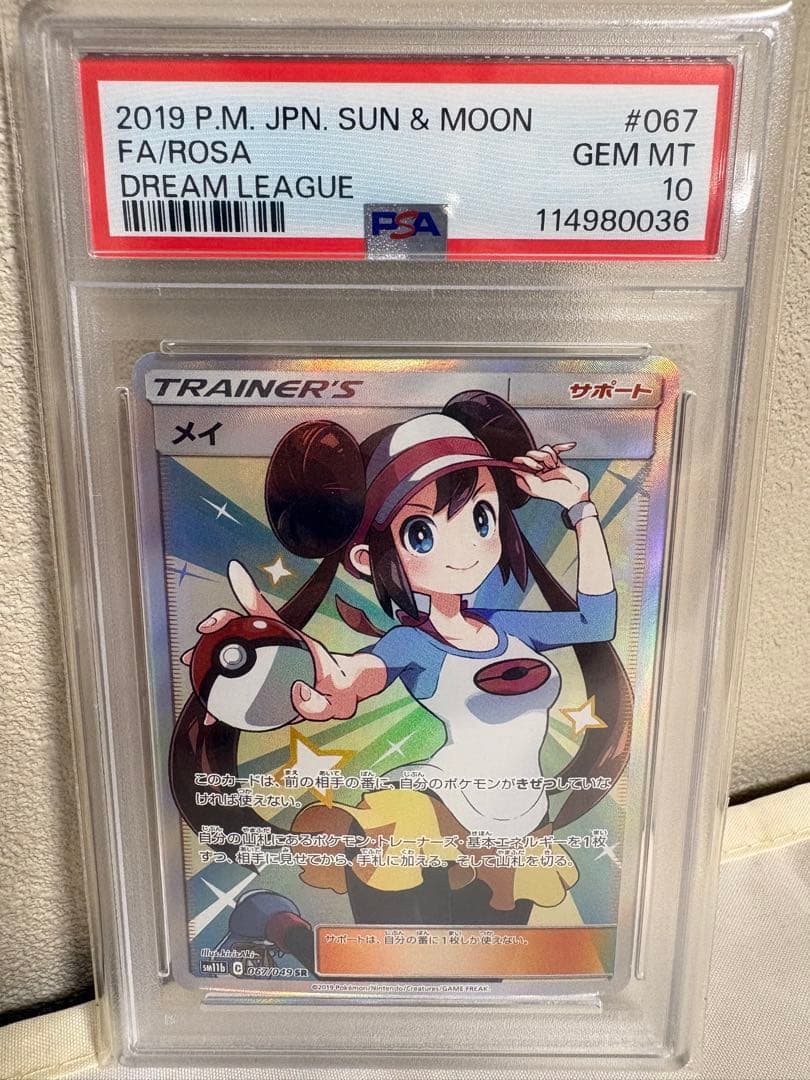 2019 P.M. JPN. SUN & MOON #067
FA/ROSA GEM MT
DREAM LEAGUE 10
PSA 114980036
TRAINER'S サポート
メイ
このカードは、前の相手の番に、自分のポケモンがきぜつしていな
ければ使えない。
自分の山札にあるポケモン・トレーナーズ・基本エネルギーを1枚
ずつ、相手に見せてから、手札に加える。そして山札を切る。
サポートは、自分の番に1枚しか使えない。
Illus. kirisAki
sm11b C 067/049 SR
©2019 Pokémon/Nintendo/Creatures/GAME FREAK.